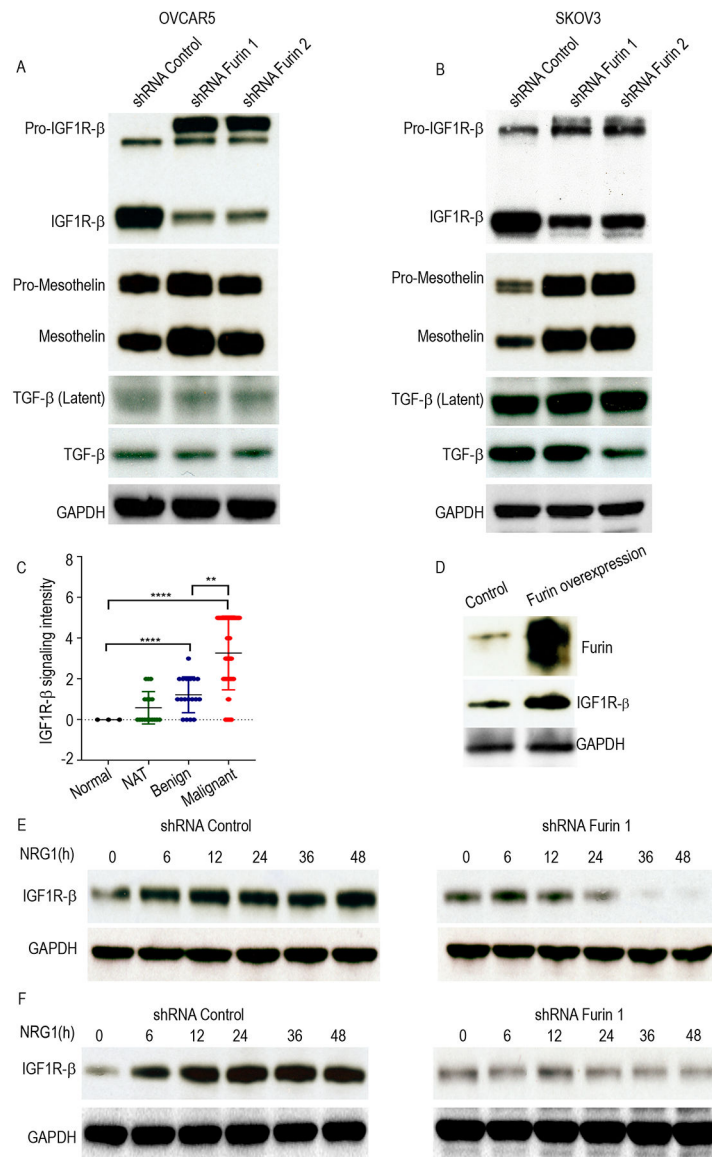 OVCAR5
SKOV3
A
shRNA Control
shRNA Furin 1
shRNA Furin 2
Pro-IGF1R-β
IGF1R-β
Pro-Mesothelin
Mesothelin
TGF-β (Latent)
TGF-β
GAPDH
B
shRNA Control
shRNA Furin 1
shRNA Furin 2
Pro-IGF1R-β
IGF1R-β
Pro-Mesothelin
Mesothelin
TGF-β (Latent)
TGF-β
GAPDH
C
IGF1R-β signaling intensity
8
6
4
2
0
-2
****
**
****
Normal
NAT
Benign
Malignant
D
Control
Furin overexpression
Furin
IGF1R-β
GAPDH
E
shRNA Control
shRNA Furin 1
NRG1(h) 0 6 12 24 36 48
0 6 12 24 36 48
IGF1R-β
GAPDH
F
shRNA Control
shRNA Furin 1
NRG1(h) 0 6 12 24 36 48
0 6 12 24 36 48
IGF1R-β
GAPDH